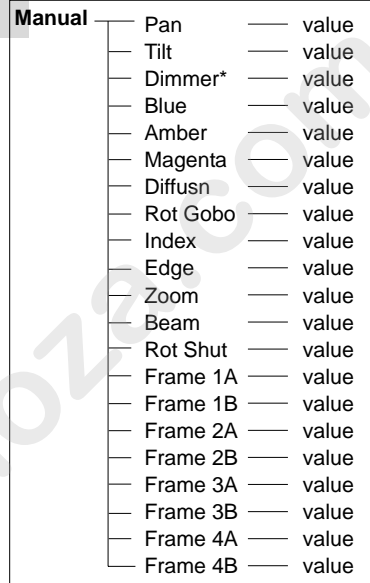 Manual Pan value
Tilt value
Dimmer* value
Blue value
Amber value
Magenta value
Diffusn value
Rot Gobo value
Index value
Edge value
Zoom value
Beam value
Rot Shut value
Frame 1A value
Frame 1B value
Frame 2A value
Frame 2B value
Frame 3A value
Frame 3B value
Frame 4A value
Frame 4B value
oza.com